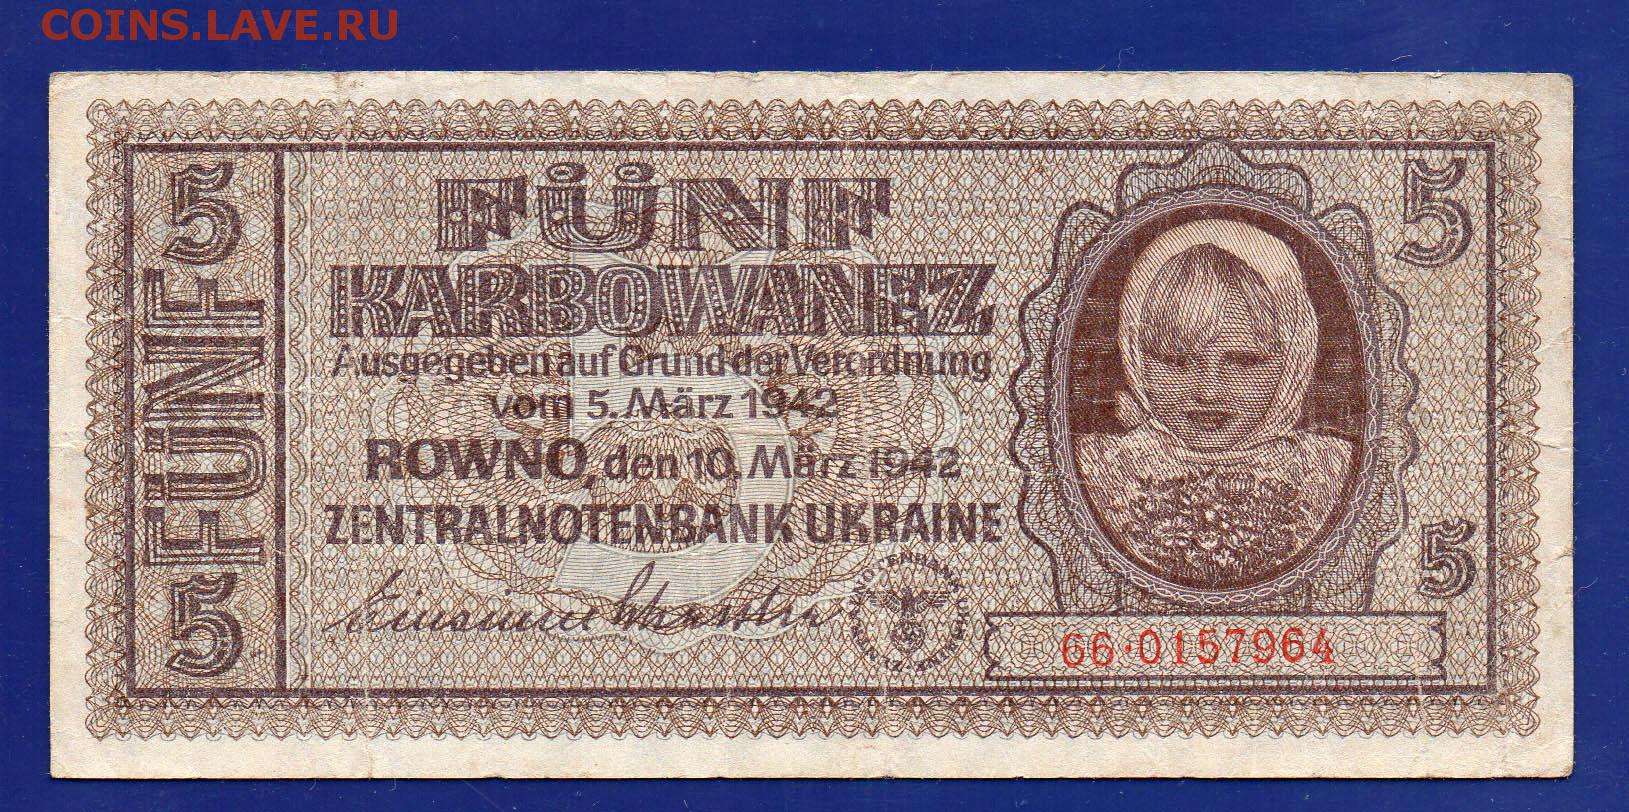 COINS.LAVE.RU
5 FÜNF 5
FÜNF
KARBOWANEZ
Ausgegeben auf Grund der Verordnung
vom 5. März 1942
ROWNO, den 10. März 1942
ZENTRALNOTENBANK UKRAINE
5
5
66·0157964